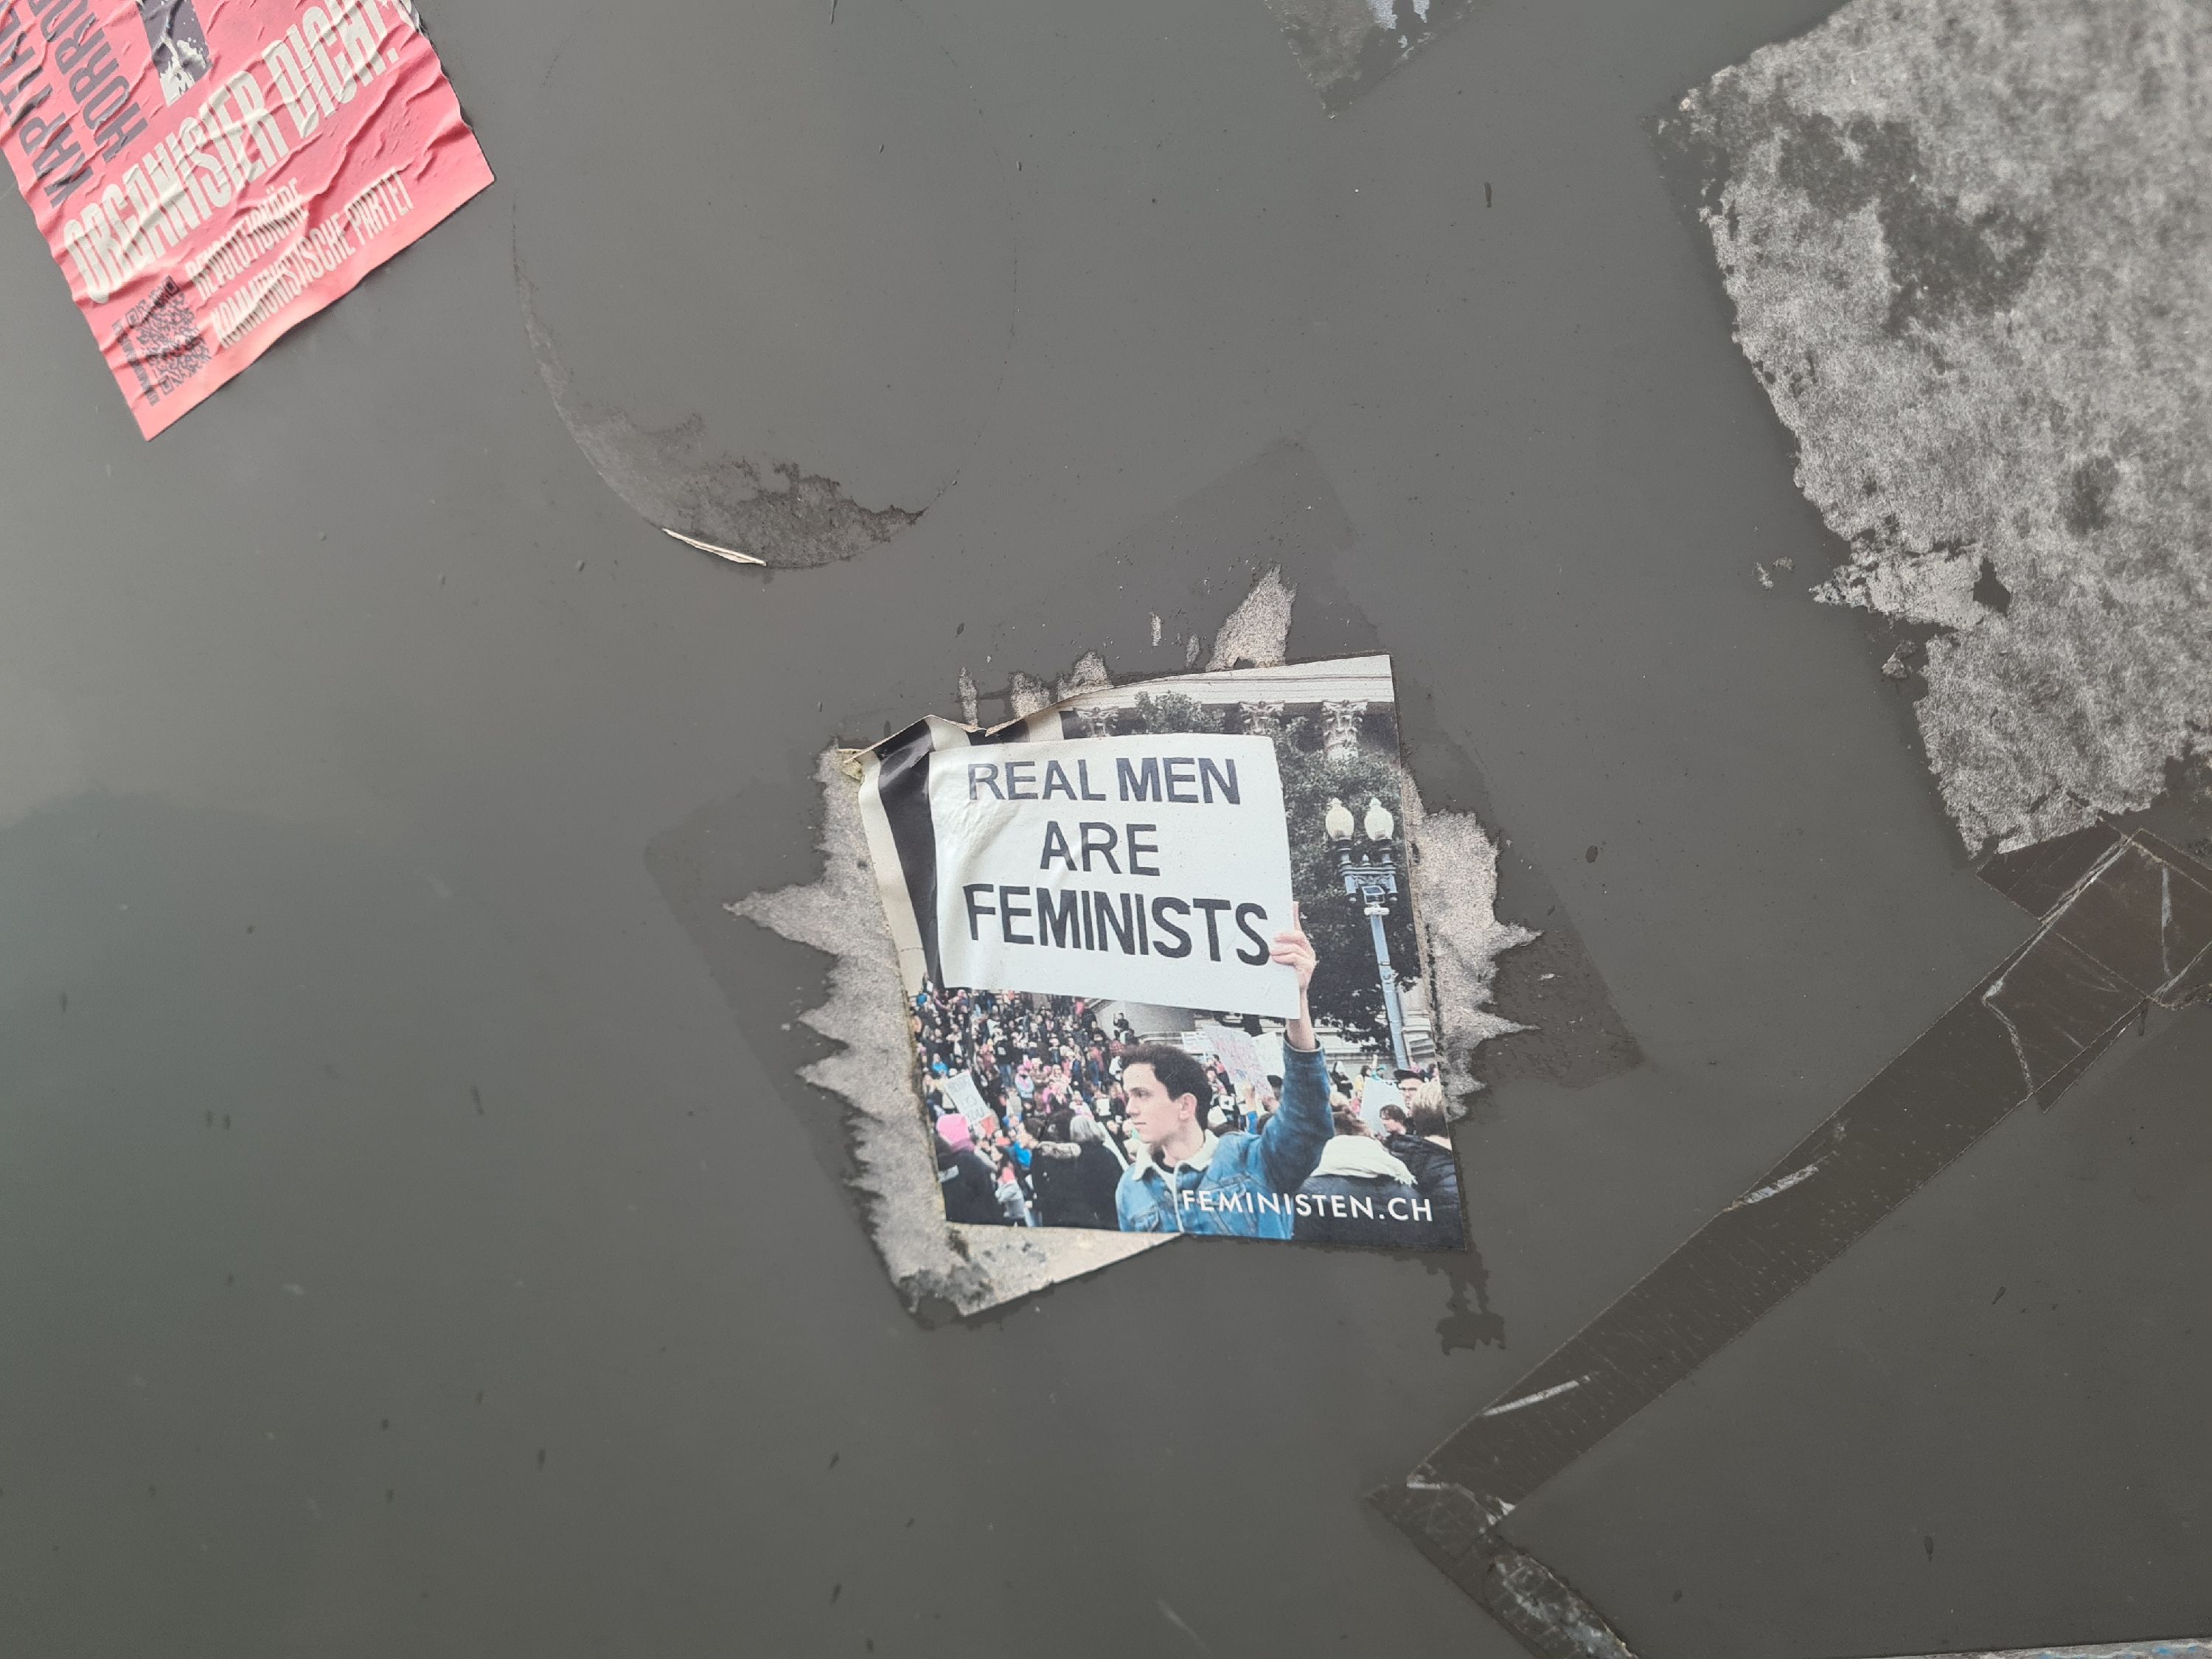 ORGANISIER DICH!
REVOLUTIONÄRE
KOMMUNISTISCHE PARTEI
REAL MEN
ARE
FEMINISTS
FEMINISTEN.CH